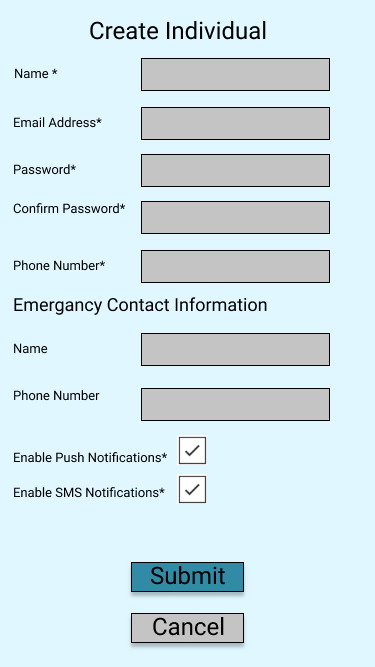 Create Individual
Name *
Email Address*
Password*
Confirm Password*
Phone Number*
Emergancy Contact Information
Name
Phone Number
Enable Push Notifications*
Enable SMS Notifications*
Submit
Cancel